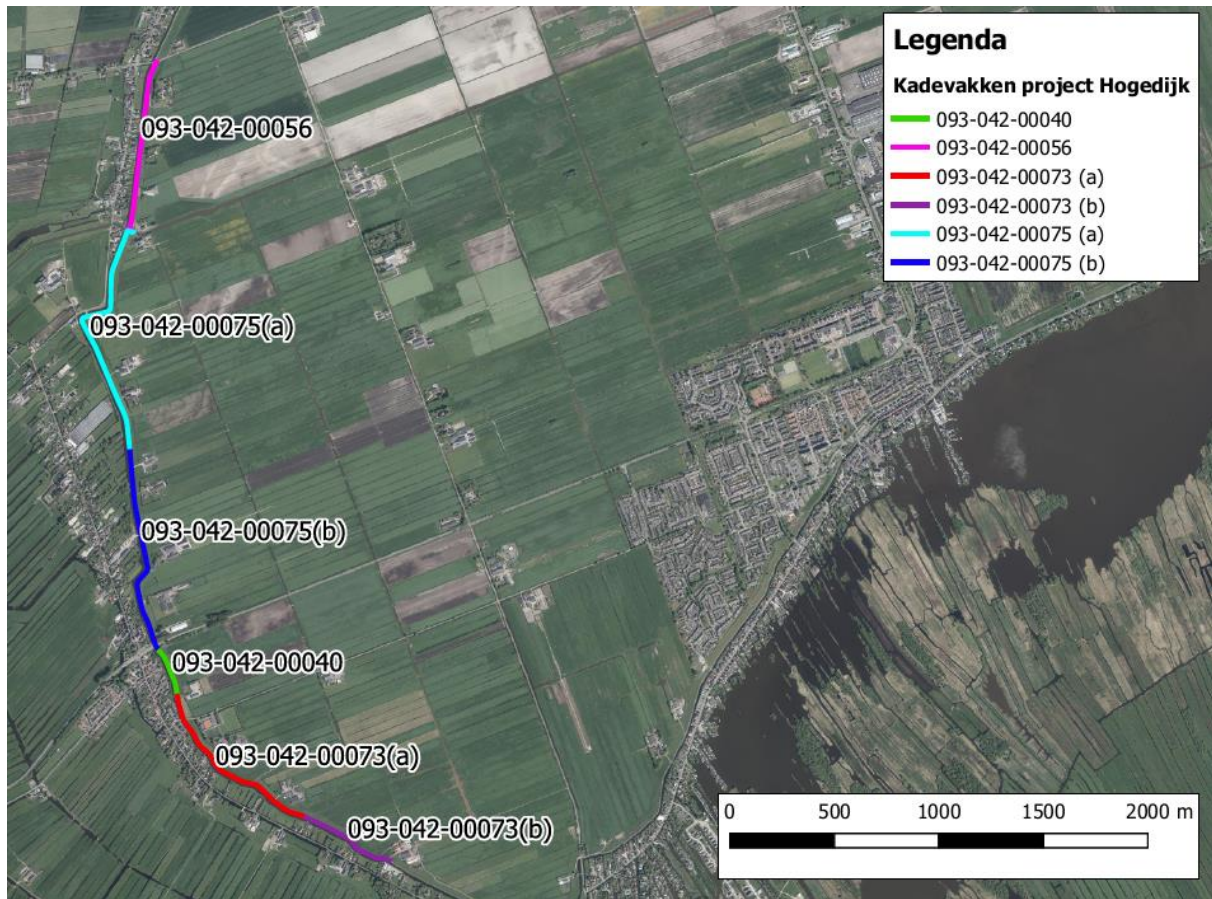 Legenda
Kadevakken project Hogedijk
093-042-00040
093-042-00056
093-042-00073 (a)
093-042-00073 (b)
093-042-00075 (a)
093-042-00075 (b)
093-042-00056
093-042-00075(a)
093-042-00075(b)
093-042-00040
093-042-00073(a)
093-042-00073(b)
0 500 1000 1500 2000 m